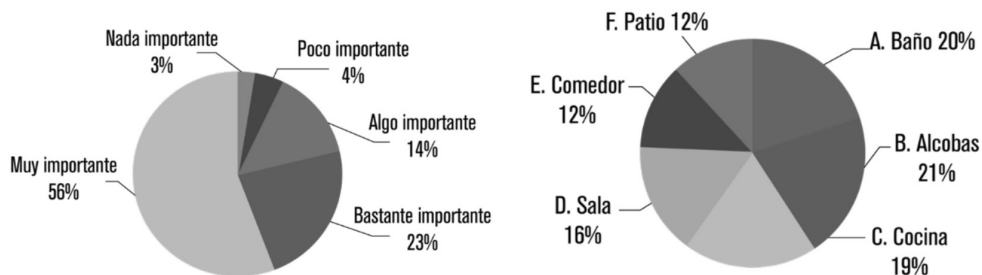 Nada importante
3%
Poco importante
4%
Algo importante
14%
Bastante importante
23%
Muy importante
56%
F. Patio 12%
A. Baño 20%
B. Alcobas
21%
C. Cocina
19%
D. Sala
16%
E. Comedor
12%